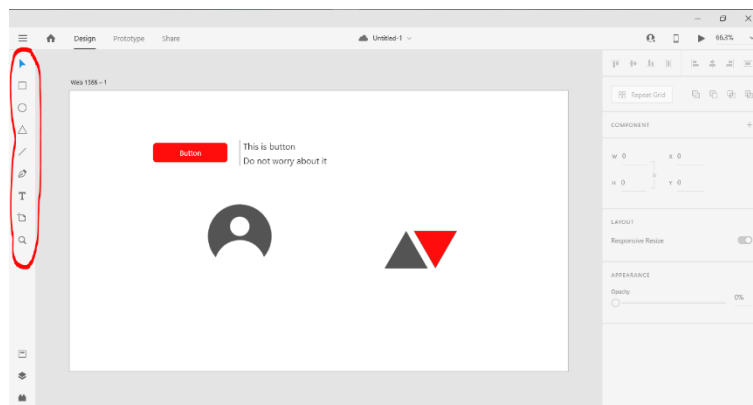 Design Prototype Share
Untitled-1
66.3%
Web 1366 – 1
Button
This is button
Do not worry about it
T
Repeat Grid
COMPONENT
W 0 X 0
H 0 Y 0
LAYOUT
Responsive Resize
APPEARANCE
Opacity
0%